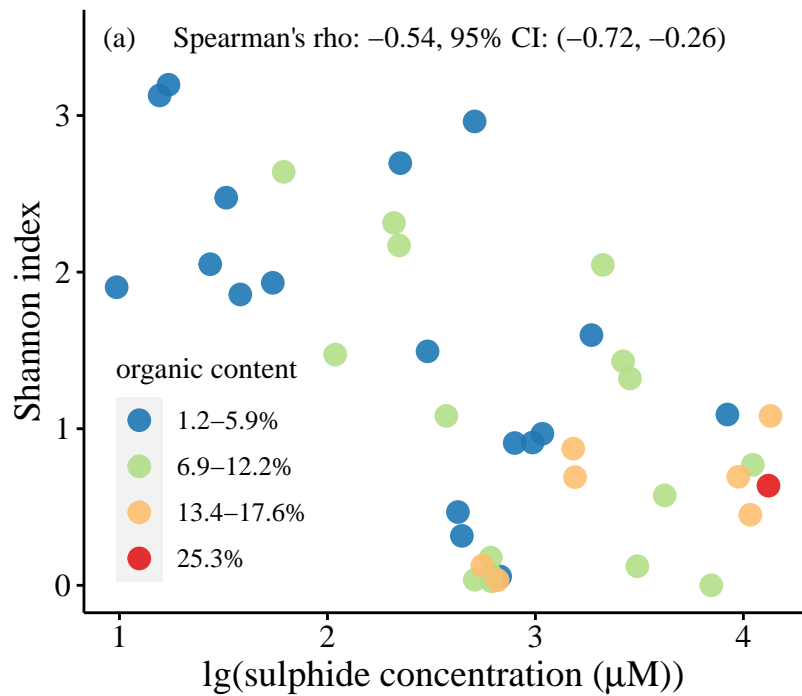 (a) Spearman's rho: −0.54, 95% CI: (−0.72, −0.26)
Shannon index
3
2
1
0
organic content
1.2–5.9%
6.9–12.2%
13.4–17.6%
25.3%
1 2 3 4
lg(sulphide concentration (μM))